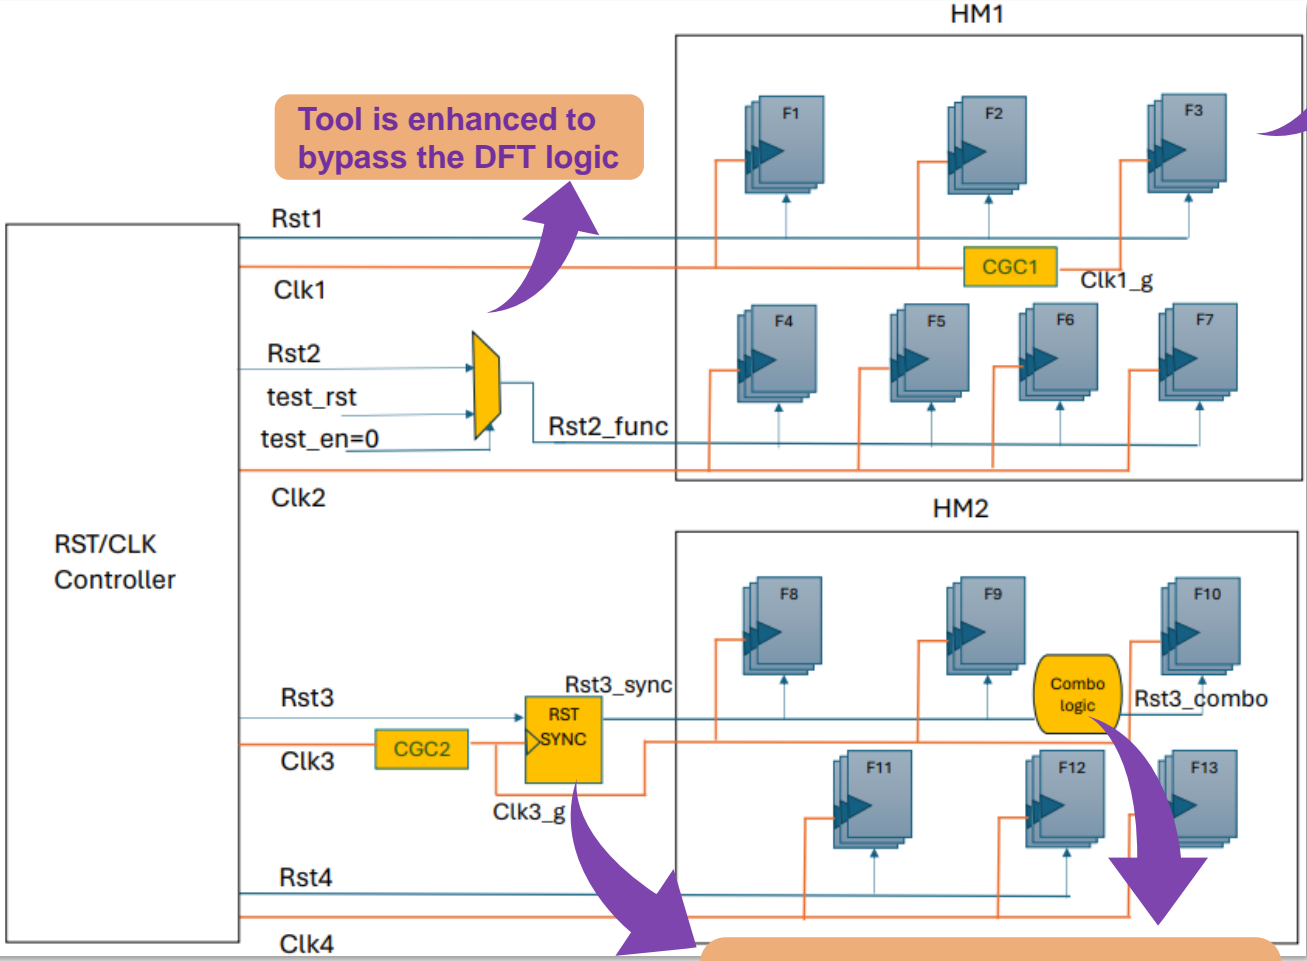 HM1
Tool is enhanced to
bypass the DFT logic
F1
F2
F3
Rst1
Clk1
CGC1
Clk1_g
Rst2
test_rst
test_en=0
Rst2_func
Clk2
F4
F5
F6
F7
RST/CLK
Controller
HM2
F8
F9
F10
Rst3
Rst3_sync
RST
SYNC
Combo
logic
Rst3_combo
Clk3
CGC2
Clk3_g
F11
F12
F13
Rst4
Clk4